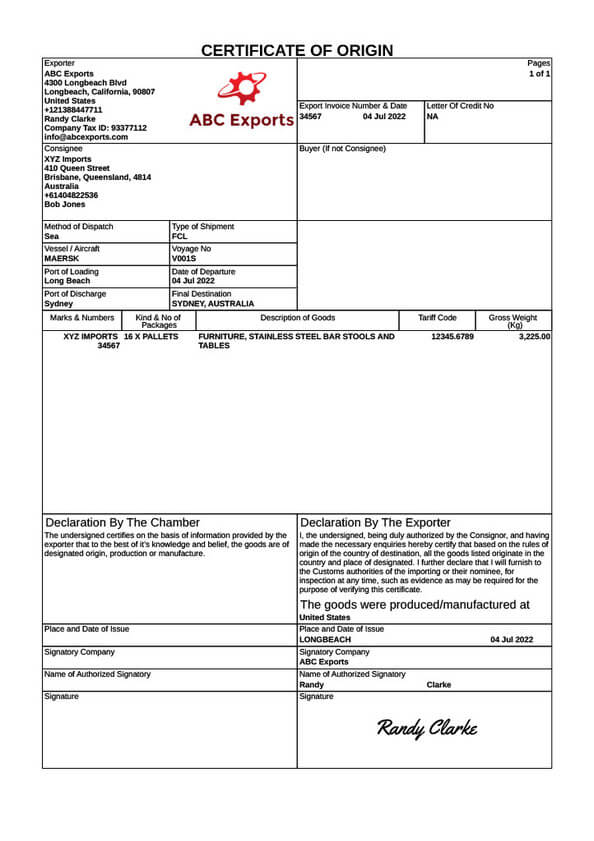 CERTIFICATE OF ORIGIN
Exporter
ABC Exports
4300 Longbeach Blvd
Longbeach, California, 90807
United States
+121388447711
Randy Clarke
Company Tax ID: 93377112
info@abcexports.com
ABC Exports
Pages
1 of 1
Export Invoice Number & Date
34567 04 Jul 2022
Letter Of Credit No
NA
Consignee
XYZ Imports
410 Queen Street
Brisbane, Queensland, 4814
Australia
+61404822536
Bob Jones
Buyer (If not Consignee)
Method of Dispatch
Sea
Type of Shipment
FCL
Vessel / Aircraft
MAERSK
Voyage No
V001S
Port of Loading
Long Beach
Date of Departure
04 Jul 2022
Port of Discharge
Sydney
Final Destination
SYDNEY, AUSTRALIA
Marks & Numbers
Kind & No of
Packages
Description of Goods
Tariff Code
Gross Weight
(Kg)
XYZ IMPORTS
34567
16 X PALLETS
FURNITURE, STAINLESS STEEL BAR STOOLS AND
TABLES
12345.6789
3,225.00
Declaration By The Chamber
The undersigned certifies on the basis of information provided by the
exporter that to the best of it's knowledge and belief, the goods are of
designated origin, production or manufacture.
Declaration By The Exporter
I, the undersigned, being duly authorized by the Consignor, and having
made the necessary enquiries hereby certify that based on the rules of
origin of the country of destination, all the goods listed originate in the
country and place of designated. I further declare that I will furnish to
the Customs authorities of the importing or their nominee, for
inspection at any time, such as evidence as may be required for the
purpose of verifying this certificate.
The goods were produced/manufactured at
United States
Place and Date of Issue
Place and Date of Issue
LONGBEACH 04 Jul 2022
Signatory Company
Signatory Company
ABC Exports
Name of Authorized Signatory
Name of Authorized Signatory
Randy Clarke
Signature
Signature
Randy Clarke